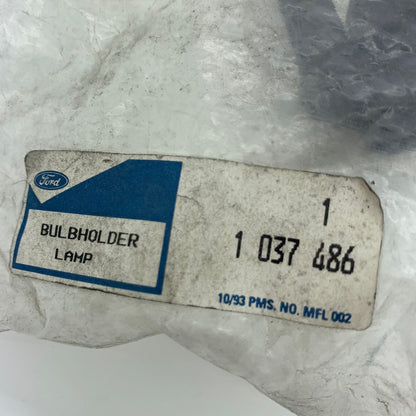 Ford
BULBHOLDER
LAMP
1
1 037 486
10/93 PMS. NO. MFL 002